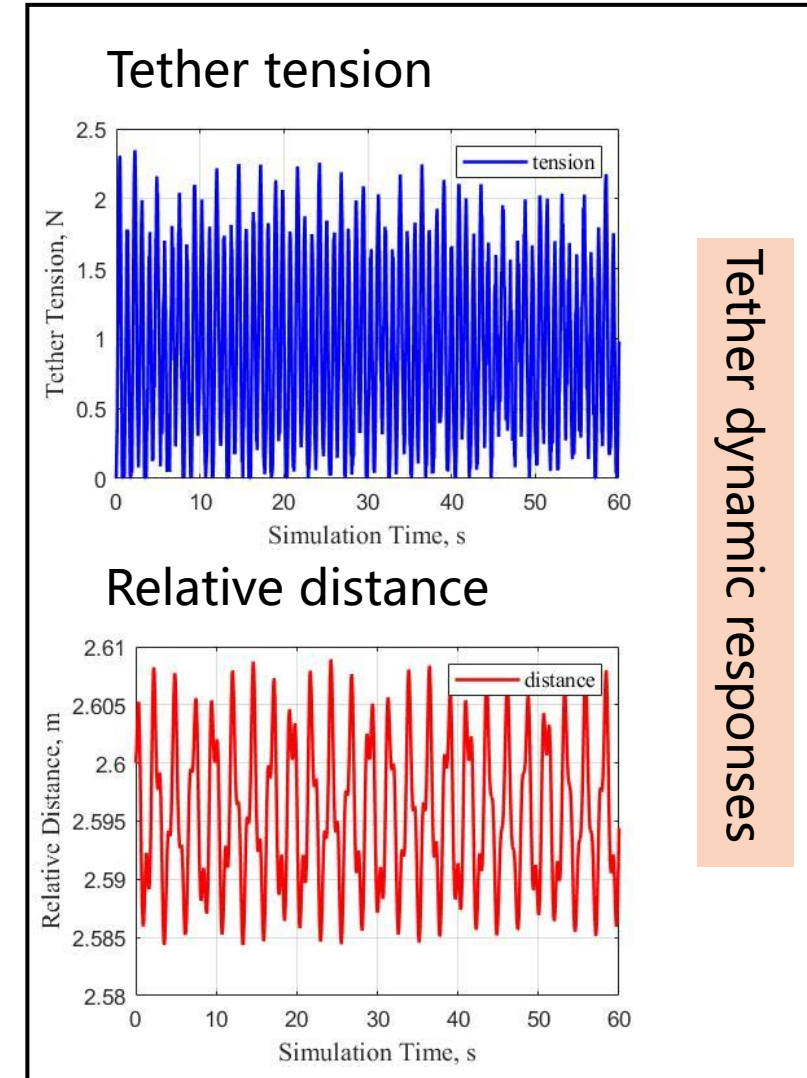 Tether tension
2.5
2
1.5
1
0.5
0
Tether Tension, N
tension
0 10 20 30 40 50 60
Simulation Time, s
Relative distance
2.61
2.605
2.6
2.595
2.59
2.585
2.58
Relative Distance, m
distance
0 10 20 30 40 50 60
Simulation Time, s
Tether dynamic responses